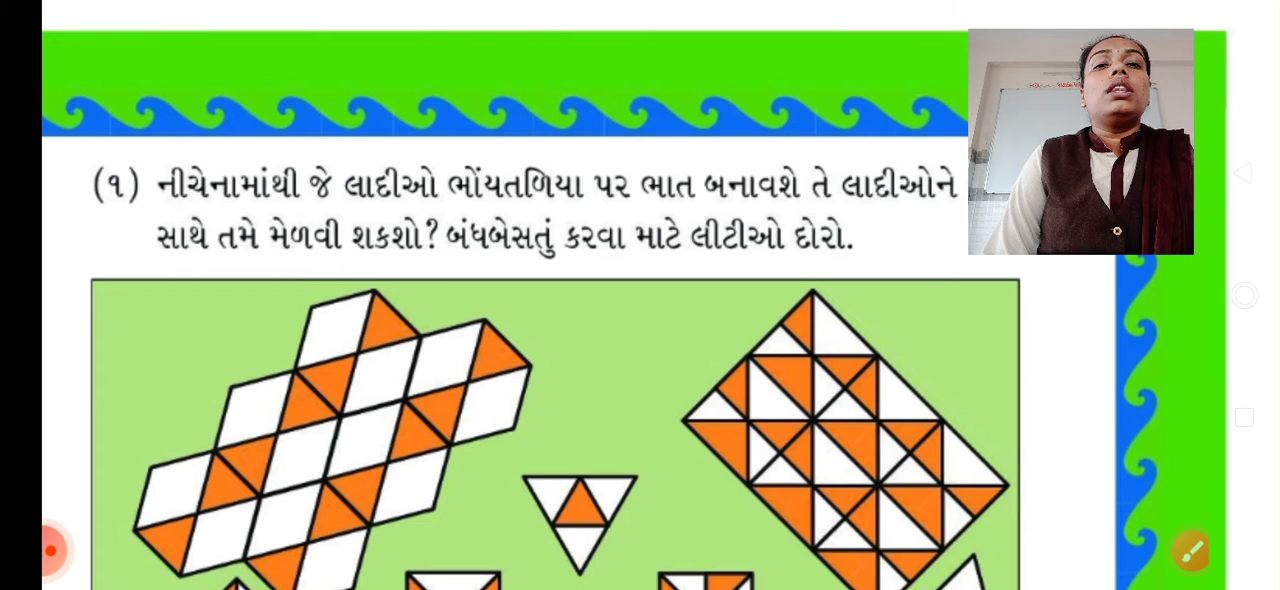 (૧) નીચેનામાંથી જે લાદીઓ ભોંયતળિયા પર ભાત બનાવશે તે લાદીઓને
સાથે તમે મેળવી શકશો? બંધબેસતું કરવા માટે લીટીઓ દોરો.